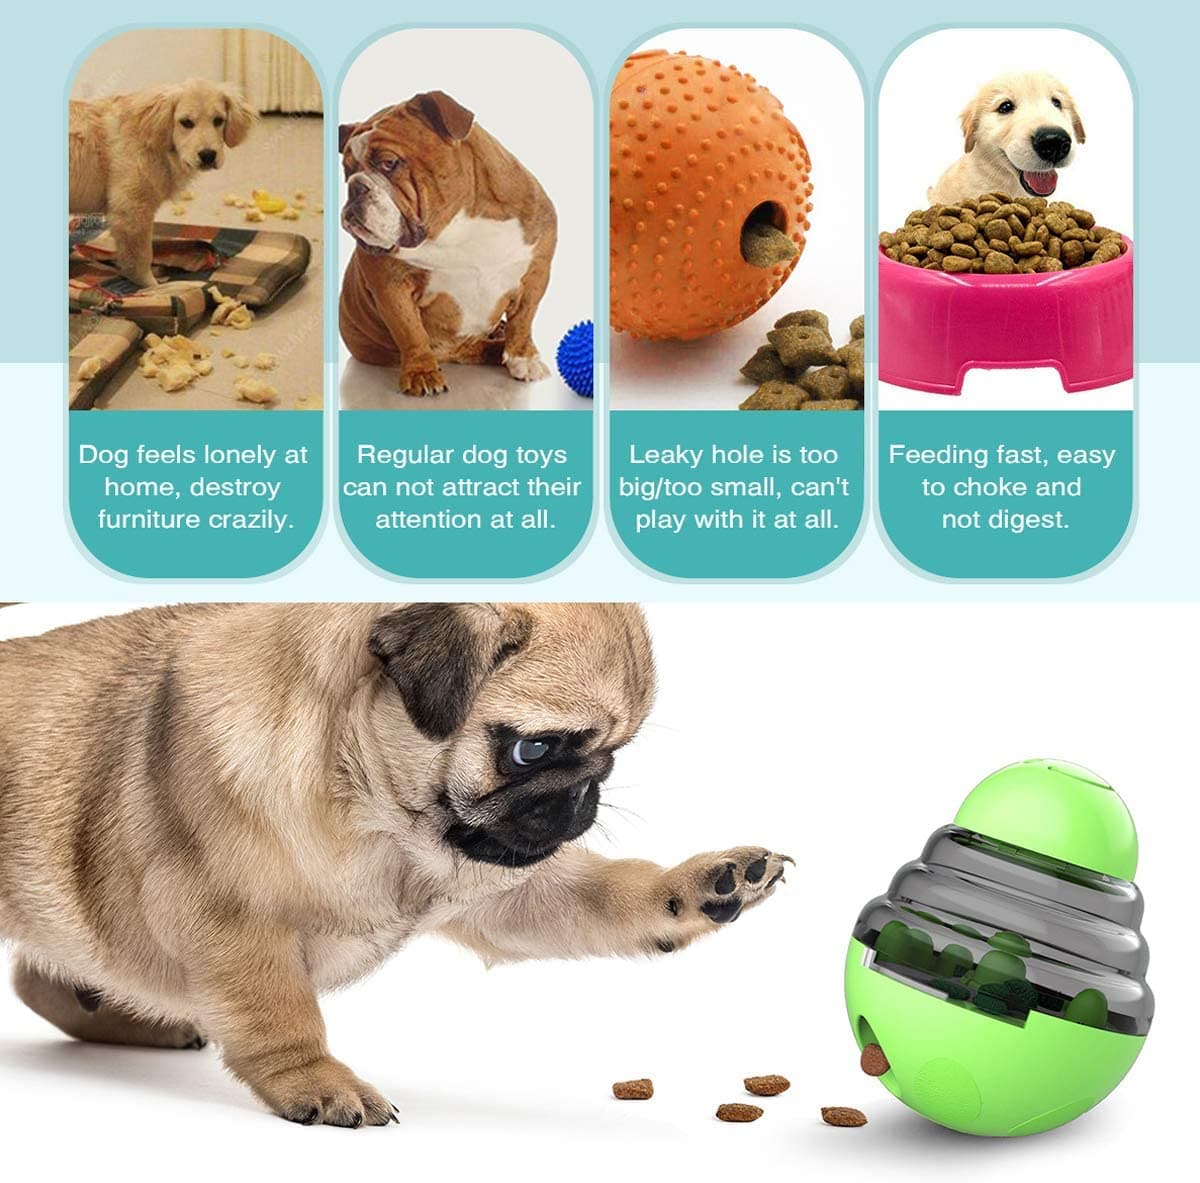 Dog feels lonely at
home, destroy
furniture crazily.
Regular dog toys
can not attract their
attention at all.
Leaky hole is too
big/too small, can't
play with it at all.
Feeding fast, easy
to choke and
not digest.